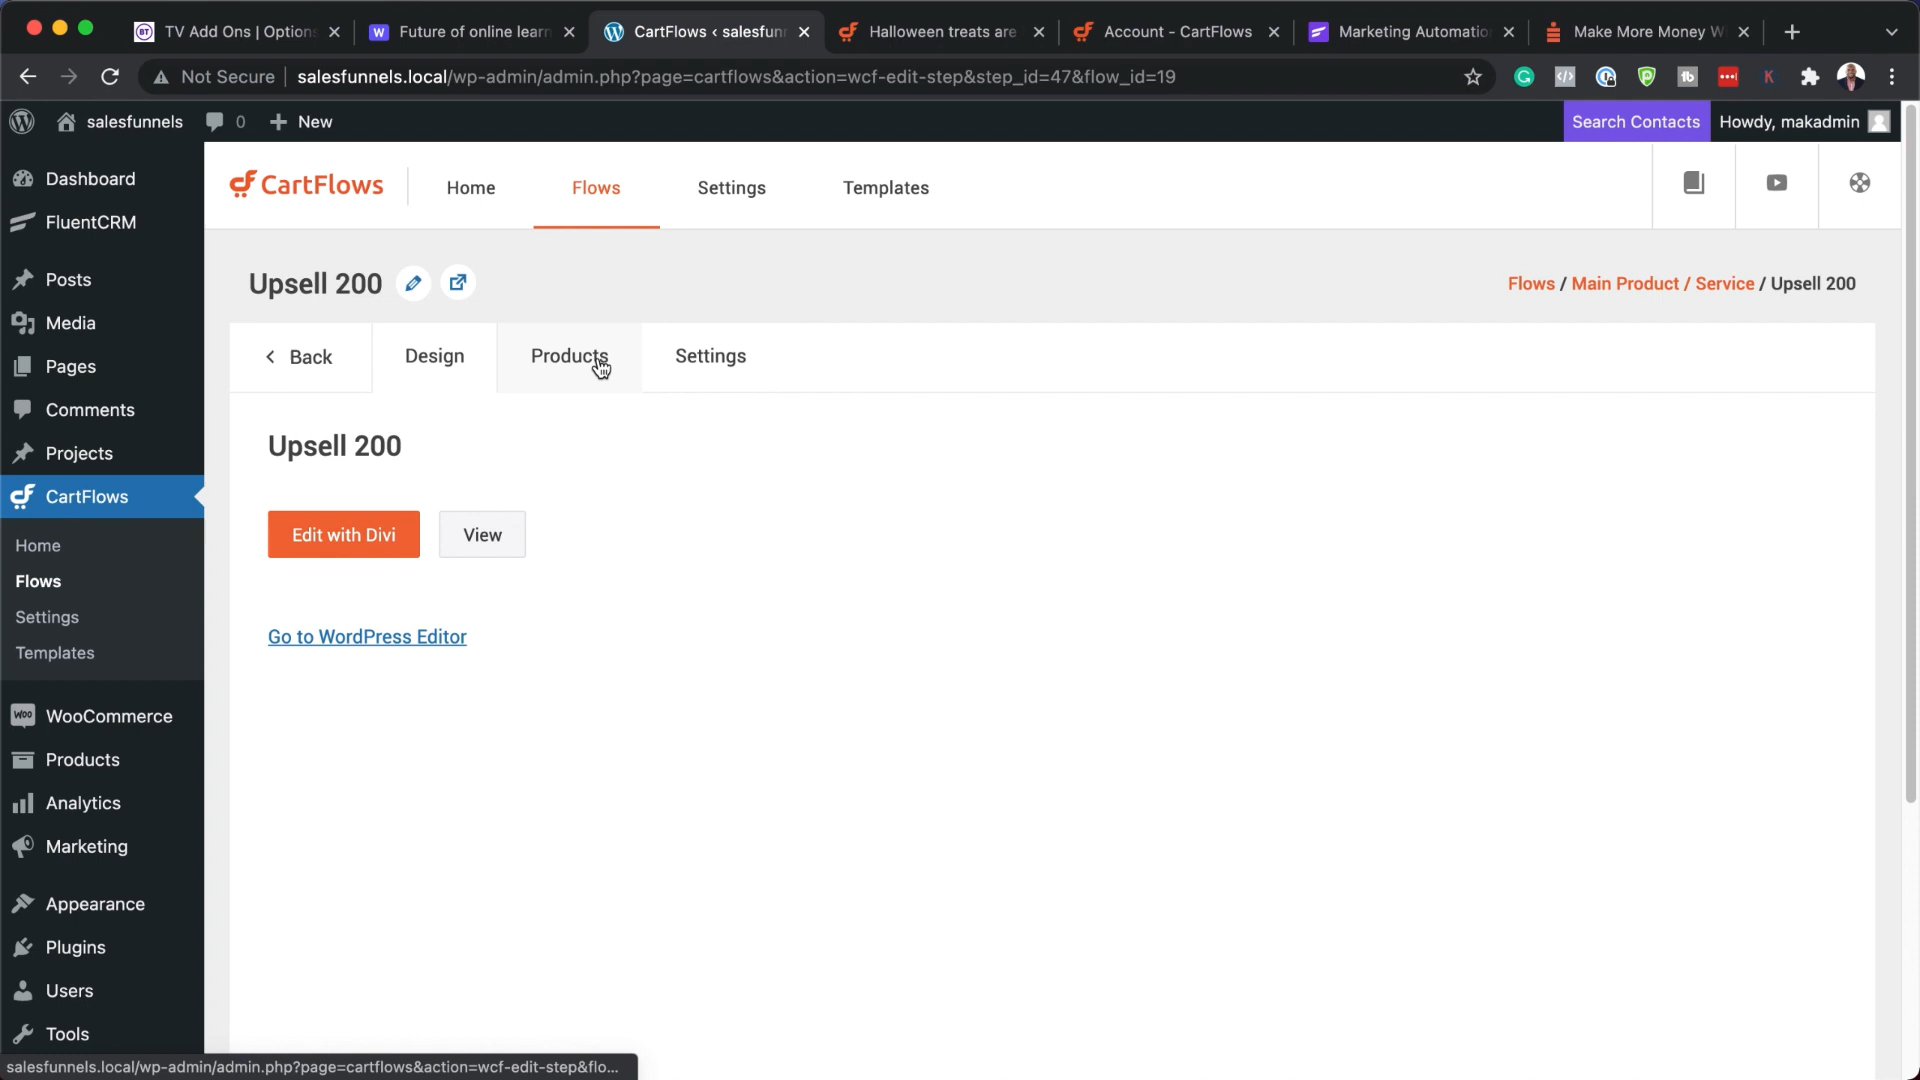 TV Add Ons | Option
Future of online learn
CartFlows ‹ salesfunn
Halloween treats are
Account - CartFlows
Marketing Automatio
Make More Money W
Not Secure
salesfunnels.local/wp-admin/admin.php?page=cartflows&action=wcf-edit-step&step_id=47&flow_id=19
salesfunnels
0
New
Search Contacts
Howdy, makadmin
Dashboard
FluentCRM
Posts
Media
Pages
Comments
Projects
CartFlows
Home
Flows
Settings
Templates
WooCommerce
Products
Analytics
Marketing
Appearance
Plugins
Users
Tools
CartFlows
Home
Flows
Settings
Templates
Upsell 200
Flows / Main Product / Service / Upsell 200
Back
Design
Products
Settings
Upsell 200
Edit with Divi
View
Go to WordPress Editor
salesfunnels.local/wp-admin/admin.php?page=cartflows&action=wcf-edit-step&flo...